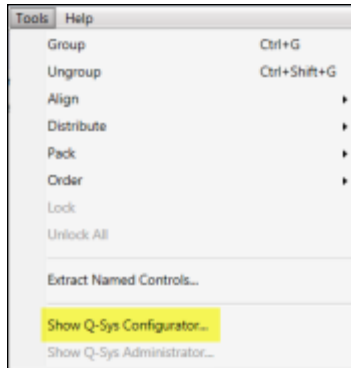 Tools Help
Group Ctrl+G
Ungroup Ctrl+Shift+G
Align
Distribute
Pack
Order
Lock
Unlock All
Extract Named Controls...
Show Q-Sys Configurator...
Show Q-Sys Administrator...